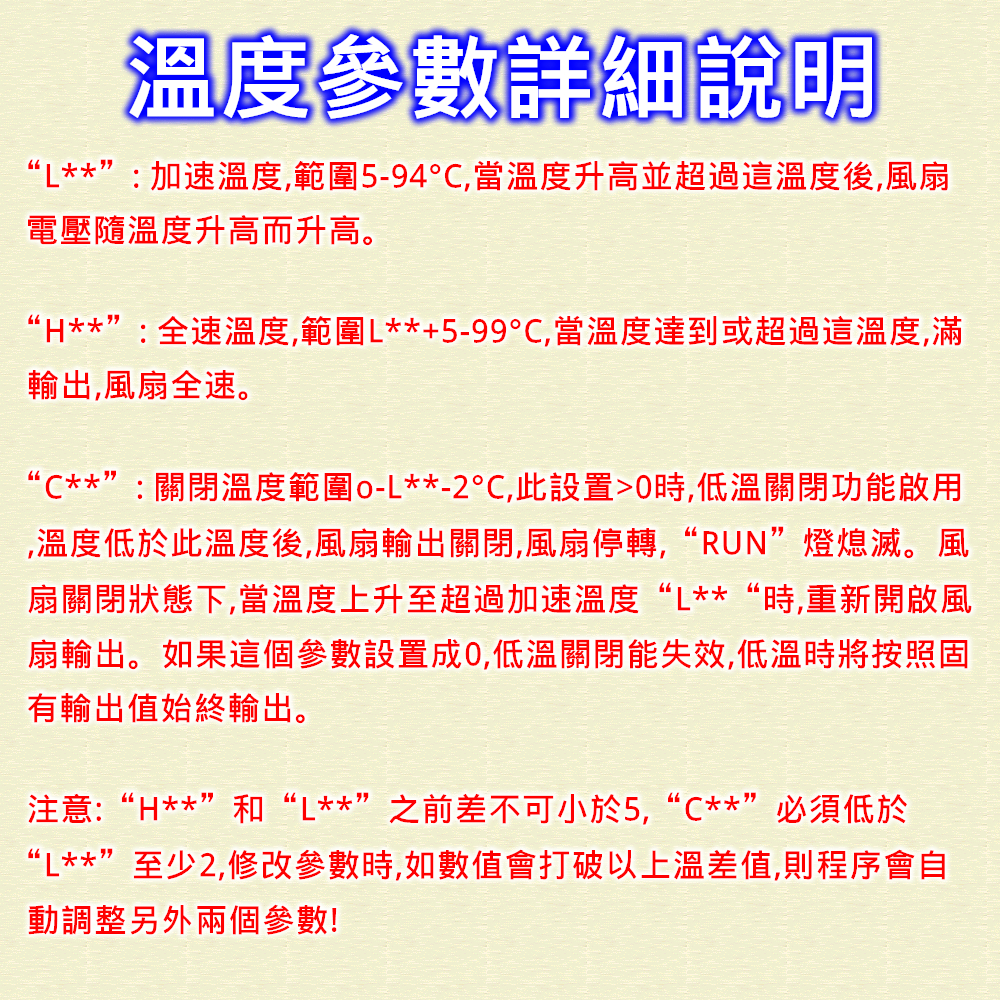 溫度參數詳細說明
“L**”: 加速溫度,範圍5-94°C,當溫度升高並超過這溫度後,風扇
電壓隨溫度升高而升高。
“H**”: 全速溫度,範圍L**+5-99°C,當溫度達到或超過這溫度,滿
輸出,風扇全速。
“C**”: 關閉溫度範圍o-L**-2°C,此設置>0時,低溫關閉功能啟用
,溫度低於此溫度後,風扇輸出關閉,風扇停轉,“RUN”燈熄滅。風
扇關閉狀態下,當溫度上升至超過加速溫度“L**“時,重新開啟風
扇輸出。如果這個參數設置成0,低溫關閉能失效,低溫時將按照固
有輸出值始終輸出。
注意:“H**”和“L**”之前差不可小於5,“C**”必須低於
“L**”至少2,修改參數時,如數值會打破以上溫差值,則程序會自
動調整另外兩個參數!